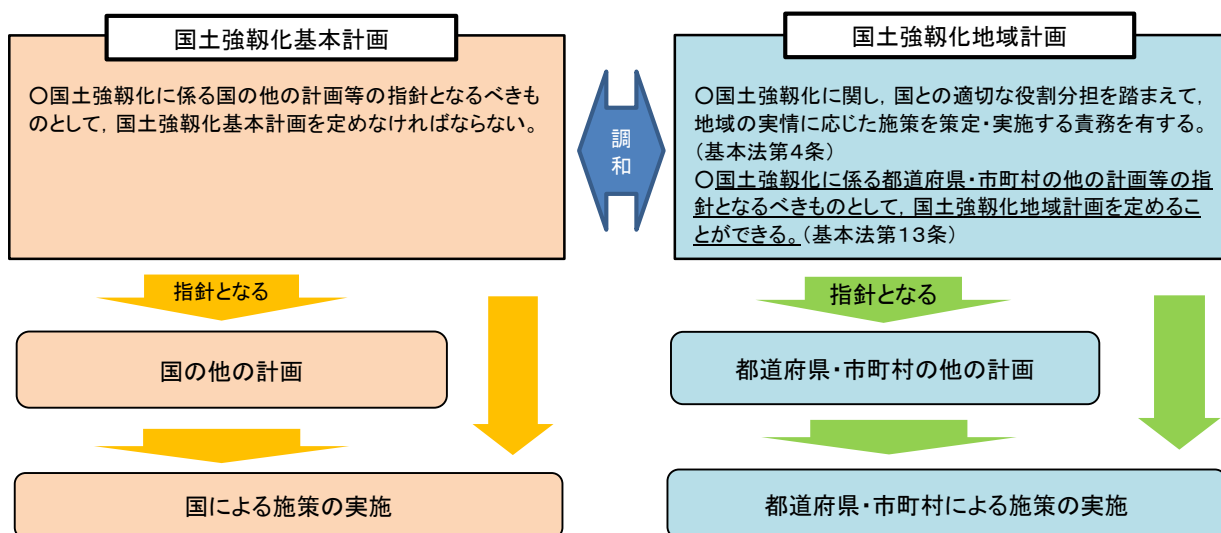 国土強靱化基本計画
〇国土強靱化に係る国の他の計画等の指針となるべきも
のとして，国土強靱化基本計画を定めなければならない。
調
和
国土強靱化地域計画
〇国土強靱化に関し，国との適切な役割分担を踏まえて，
地域の実情に応じた施策を策定・実施する責務を有する。
（基本法第４条）
〇国土強靱化に係る都道府県・市町村の他の計画等の指
針となるべきものとして，国土強靱化地域計画を定めるこ
とができる。（基本法第１３条）
指針となる
国の他の計画
国による施策の実施
指針となる
都道府県・市町村の他の計画
都道府県・市町村による施策の実施